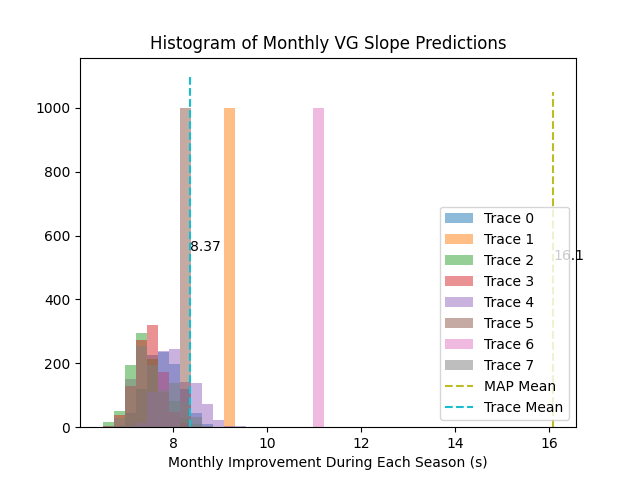 Histogram of Monthly VG Slope Predictions
1000
800
600
400
200
0
8.37
16.1
Trace 0
Trace 1
Trace 2
Trace 3
Trace 4
Trace 5
Trace 6
Trace 7
MAP Mean
Trace Mean
8
10
12
14
16
Monthly Improvement During Each Season (s)